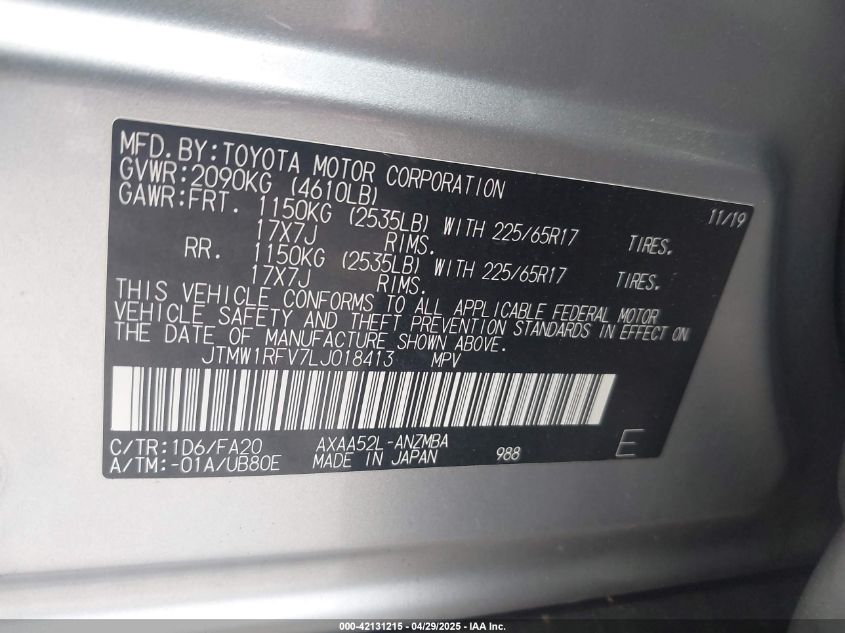 MFD.BY:TOYOTA MOTOR CORPORATION 11/19
GVWR:2090KG (4610LB)
GAWR:FRT. 1150KG (2535LB) WITH 225/65R17 TIRES.
17X7J RIMS.
RR. 1150KG (2535LB) WITH 225/65R17 TIRES.
17X7J RIMS.
THIS VEHICLE CONFORMS TO ALL APPLICABLE FEDERAL MOTOR
VEHICLE SAFETY AND THEFT PREVENTION STANDARDS IN EFFECT ON
THE DATE OF MANUFACTURE SHOWN ABOVE.
JTMW1RFV7LJ018413 MPV
C/TR:1D6/FA20 AXAA52L-ANZMBA
A/TM:-01A/UB80E MADE IN JAPAN 988 E
000-42131215 - 04/29/2025 - IAA Inc.